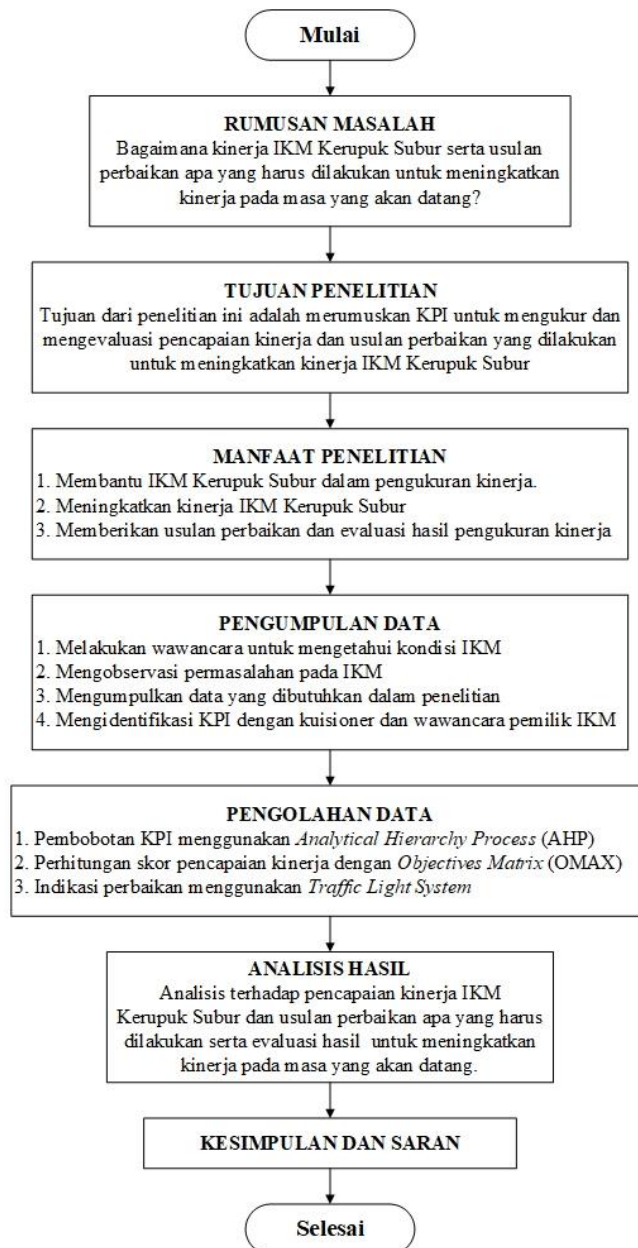 Mulai
RUMUSAN MASALAH
Bagaimana kinerja IKM Kerupuk Subur serta usulan
perbaikan apa yang harus dilakukan untuk meningkatkan
kinerja pada masa yang akan datang?
TUJUAN PENELITIAN
Tujuan dari penelitian ini adalah merumuskan KPI untuk mengukur dan
mengevaluasi pencapaian kinerja dan usulan perbaikan yang dilakukan
untuk meningkatkan kinerja IKM Kerupuk Subur
MANFAAT PENELITIAN
1. Membantu IKM Kerupuk Subur dalam pengukuran kinerja.
2. Meningkatkan kinerja IKM Kerupuk Subur
3. Memberikan usulan perbaikan dan evaluasi hasil pengukuran kinerja
PENGUMPULAN DATA
1. Melakukan wawancara untuk mengetahui kondisi IKM
2. Mengobservasi permasalahan pada IKM
3. Mengumpulkan data yang dibutuhkan dalam penelitian
4. Mengidentifikasi KPI dengan kuisioner dan wawancara pemilik IKM
PENGOLAHAN DATA
1. Pembobotan KPI menggunakan Analytical Hierarchy Process (AHP)
2. Perhitungan skor pencapaian kinerja dengan Objectives Matrix (OMAX)
3. Indikasi perbaikan menggunakan Traffic Light System
ANALISIS HASIL
Analisis terhadap pencapaian kinerja IKM
Kerupuk Subur dan usulan perbaikan apa yang harus
dilakukan serta evaluasi hasil untuk meningkatkan
kinerja pada masa yang akan datang.
KESIMPULAN DAN SARAN
Selesai